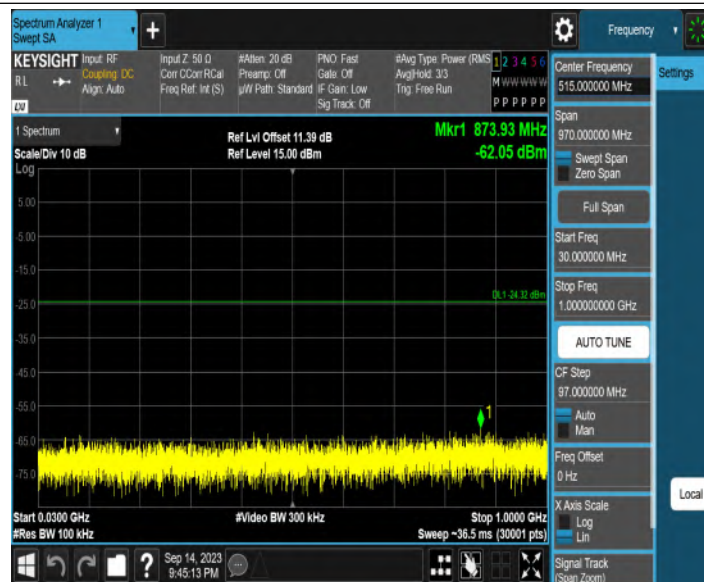 Spectrum Analyzer 1
Swept SA
+
Frequency
KEYSIGHT
RL
LXI
Input: RF
Coupling: DC
Align: Auto
Input Z: 50 Ω
Corr CCorr RCal
Freq Ref: Int (S)
#Atten: 20 dB
Preamp: Off
µW Path: Standard
PNO: Fast
Gate: Off
IF Gain: Low
Sig Track: Off
#Avg Type: Power (RMS
Avg|Hold: 3/3
Trig: Free Run
1 2 3 4 5 6
M W W W W W
P P P P P P
Center Frequency
515.000000 MHz
Settings
Span
970.000000 MHz
Swept Span
Zero Span
Full Span
Start Freq
30.000000 MHz
Stop Freq
1.000000000 GHz
AUTO TUNE
CF Step
97.000000 MHz
Auto
Man
Freq Offset
0 Hz
X Axis Scale
Log
Lin
Signal Track
(Span Zoom)
Local
1 Spectrum
Scale/Div 10 dB
Log
Ref Lvl Offset 11.39 dB
Ref Level 15.00 dBm
Mkr1 873.93 MHz
-62.05 dBm
5.00
-5.00
-15.0
-25.0
DL1 -24.32 dBm
-35.0
-45.0
-55.0
1
-65.0
-75.0
Start 0.0300 GHz
#Res BW 100 kHz
#Video BW 300 kHz
Stop 1.0000 GHz
Sweep ~36.5 ms (30001 pts)
?
Sep 14, 2023
9:45:13 PM